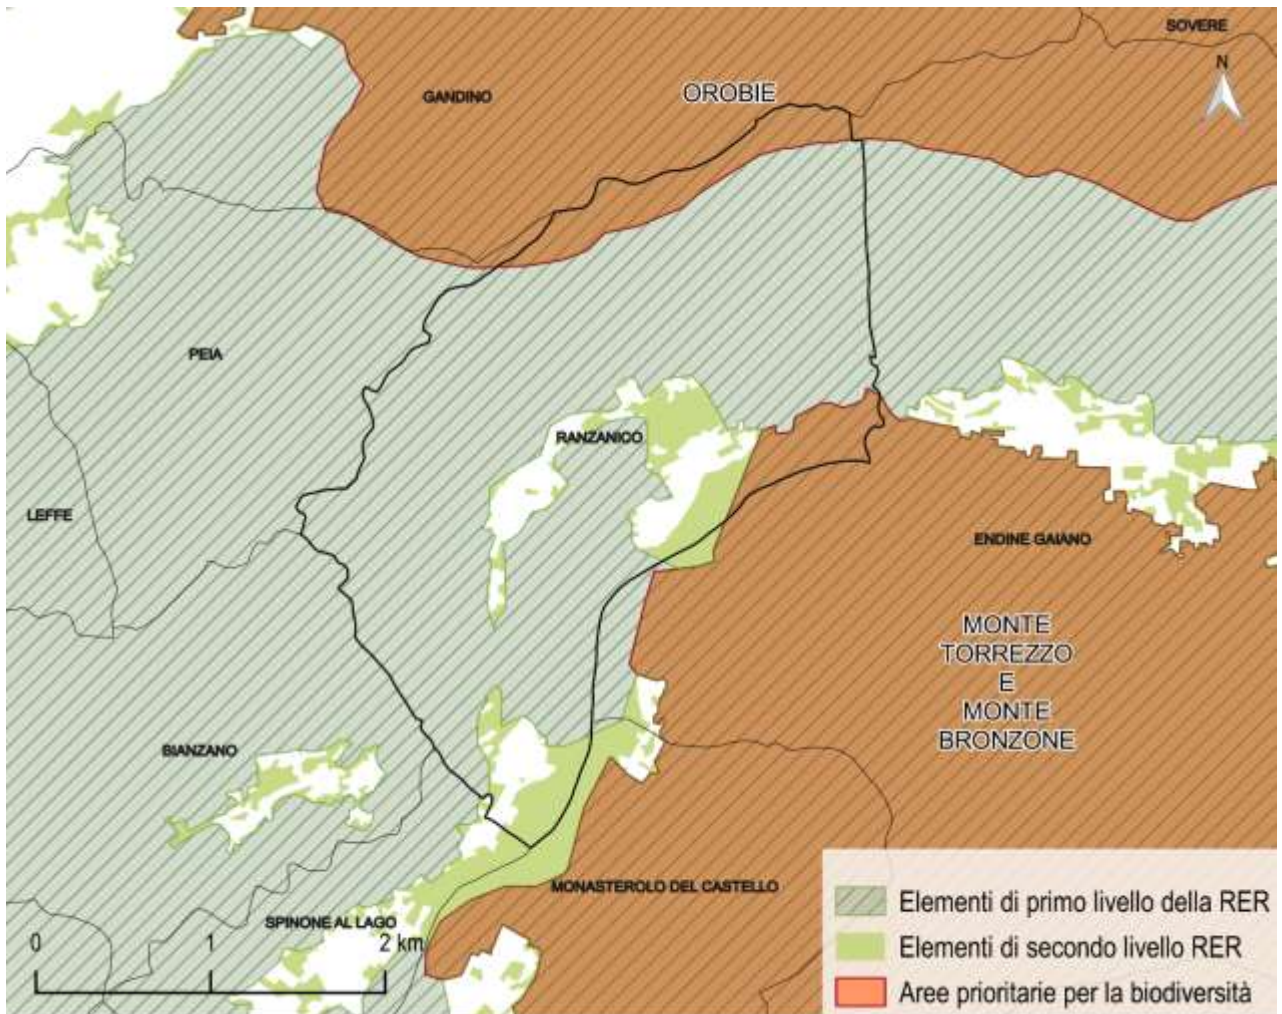 SOVERE
N
GANDINO
OROBIE
PEIA
RANZANICO
LEFFE
ENDINE GAIANO
MONTE
TORREZZO
E
MONTE
BRONZONE
BIANZANO
MONASTEROLO DEL CASTELLO
SPINONE AL LAGO
0 1 2 km
Elementi di primo livello della RER
Elementi di secondo livello RER
Aree prioritarie per la biodiversità